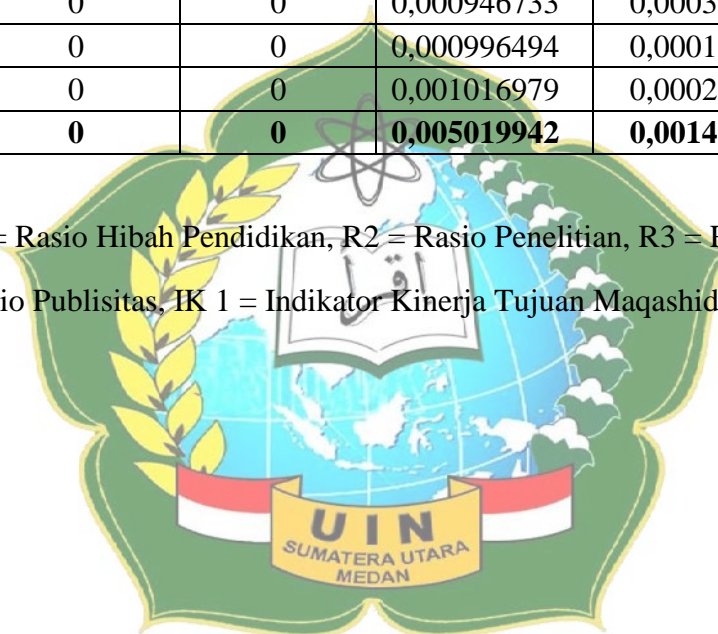 0 0 0,000946733 0,0003
0 0 0,000996494 0,0001
0 0 0,001016979 0,0002
0 0 0,005019942 0,0014
= Rasio Hibah Pendidikan, R2 = Rasio Penelitian, R3 =
io Publisitas, IK 1 = Indikator Kinerja Tujuan Maqashid
اقرأ
UIN
SUMATERA UTARA
MEDAN